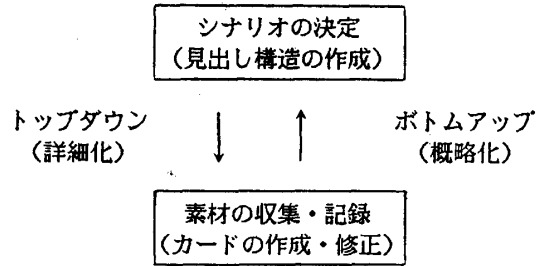 シナリオの決定
(見出し構造の作成)
トップダウン
(詳細化)
ボトムアップ
(概略化)
素材の収集・記録
(カードの作成・修正)